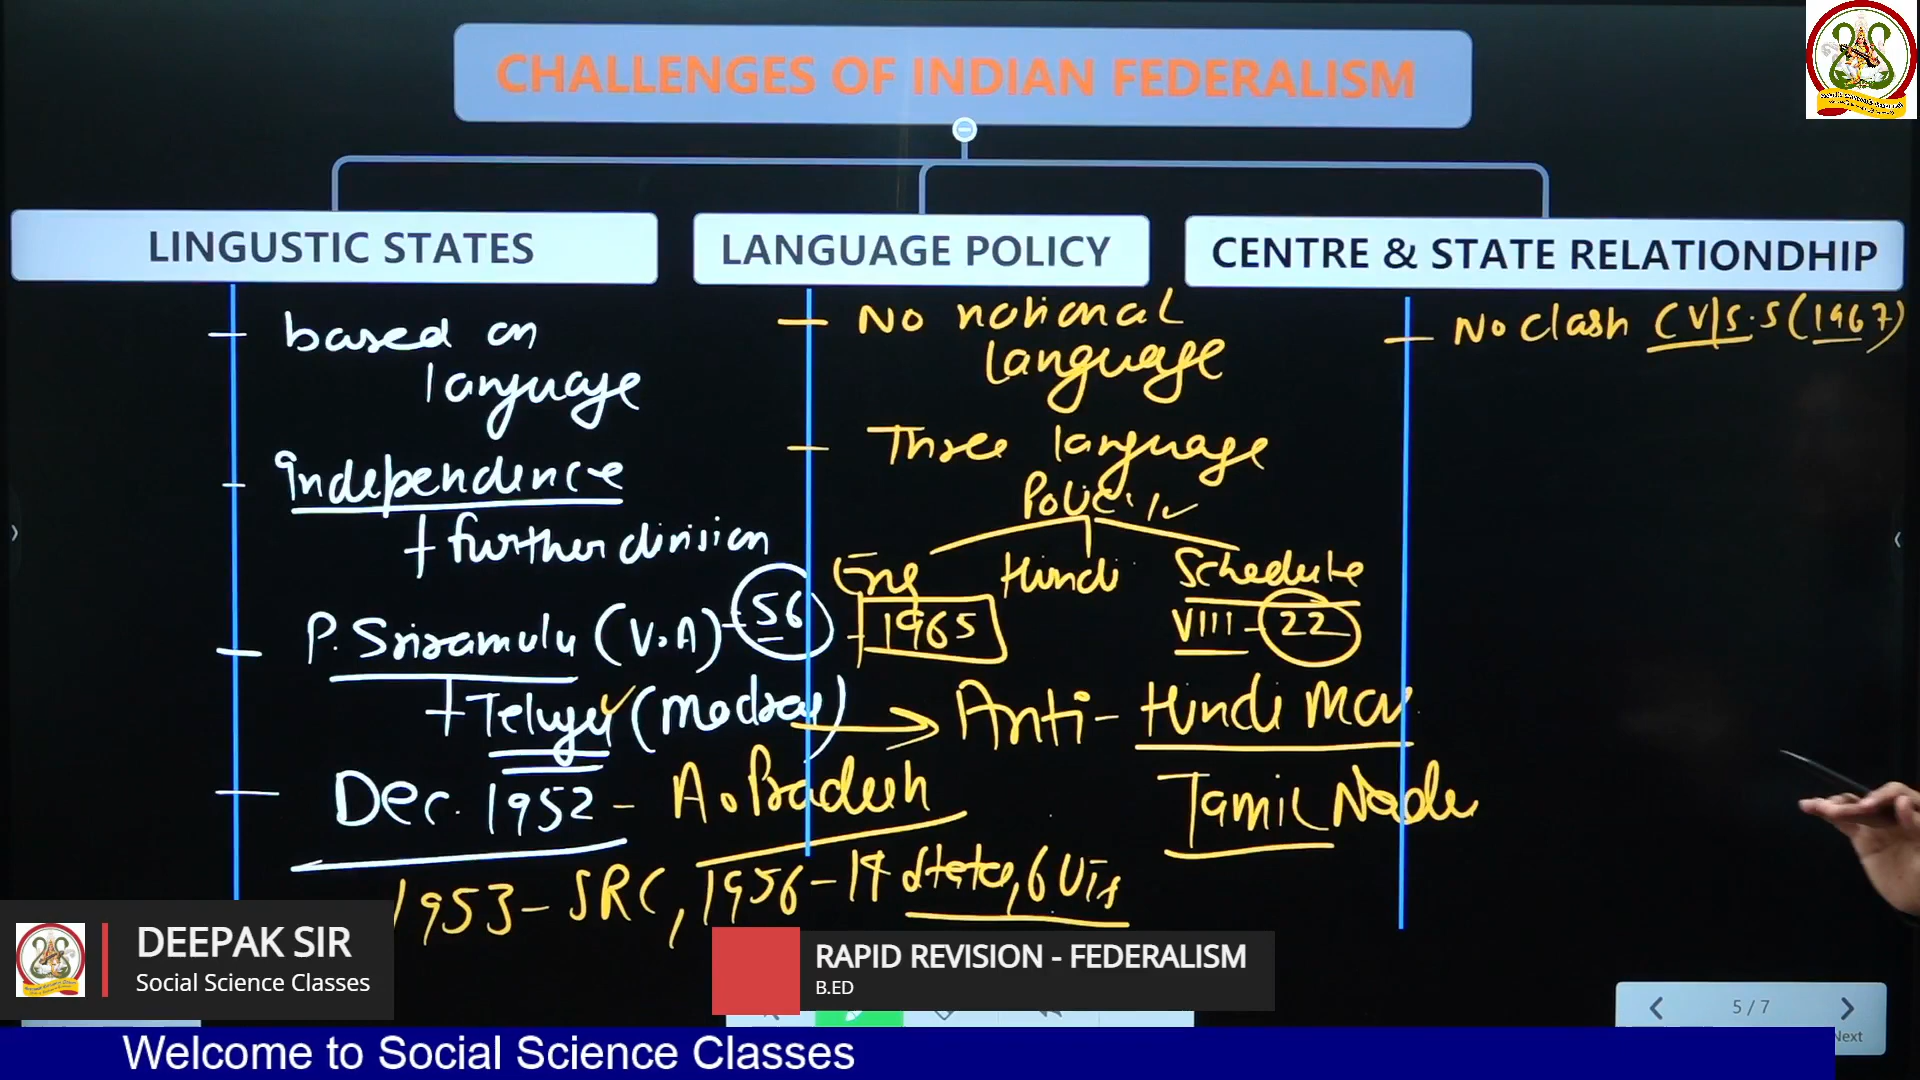 CHALLENGES OF INDIAN FEDERALISM
LINGUSTIC STATES
based on
language
independence
+ further division
P. Sriramulu (V.A) - 56
+ Telugu (Madras)
Dec. 1952 - A. Pradesh
1953 - SRC, 1956 - 14 states, 6 UTs
LANGUAGE POLICY
No national
language
Three language
Policy
Eng Hindi Schedule
1965 VIII - 22
Anti - Hindi Mov
Tamil Nadu
CENTRE & STATE RELATIONDHIP
No clash C V/S . S (1967)
DEEPAK SIR
Social Science Classes
RAPID REVISION - FEDERALISM
B.ED
5 / 7
Next
Welcome to Social Science Classes